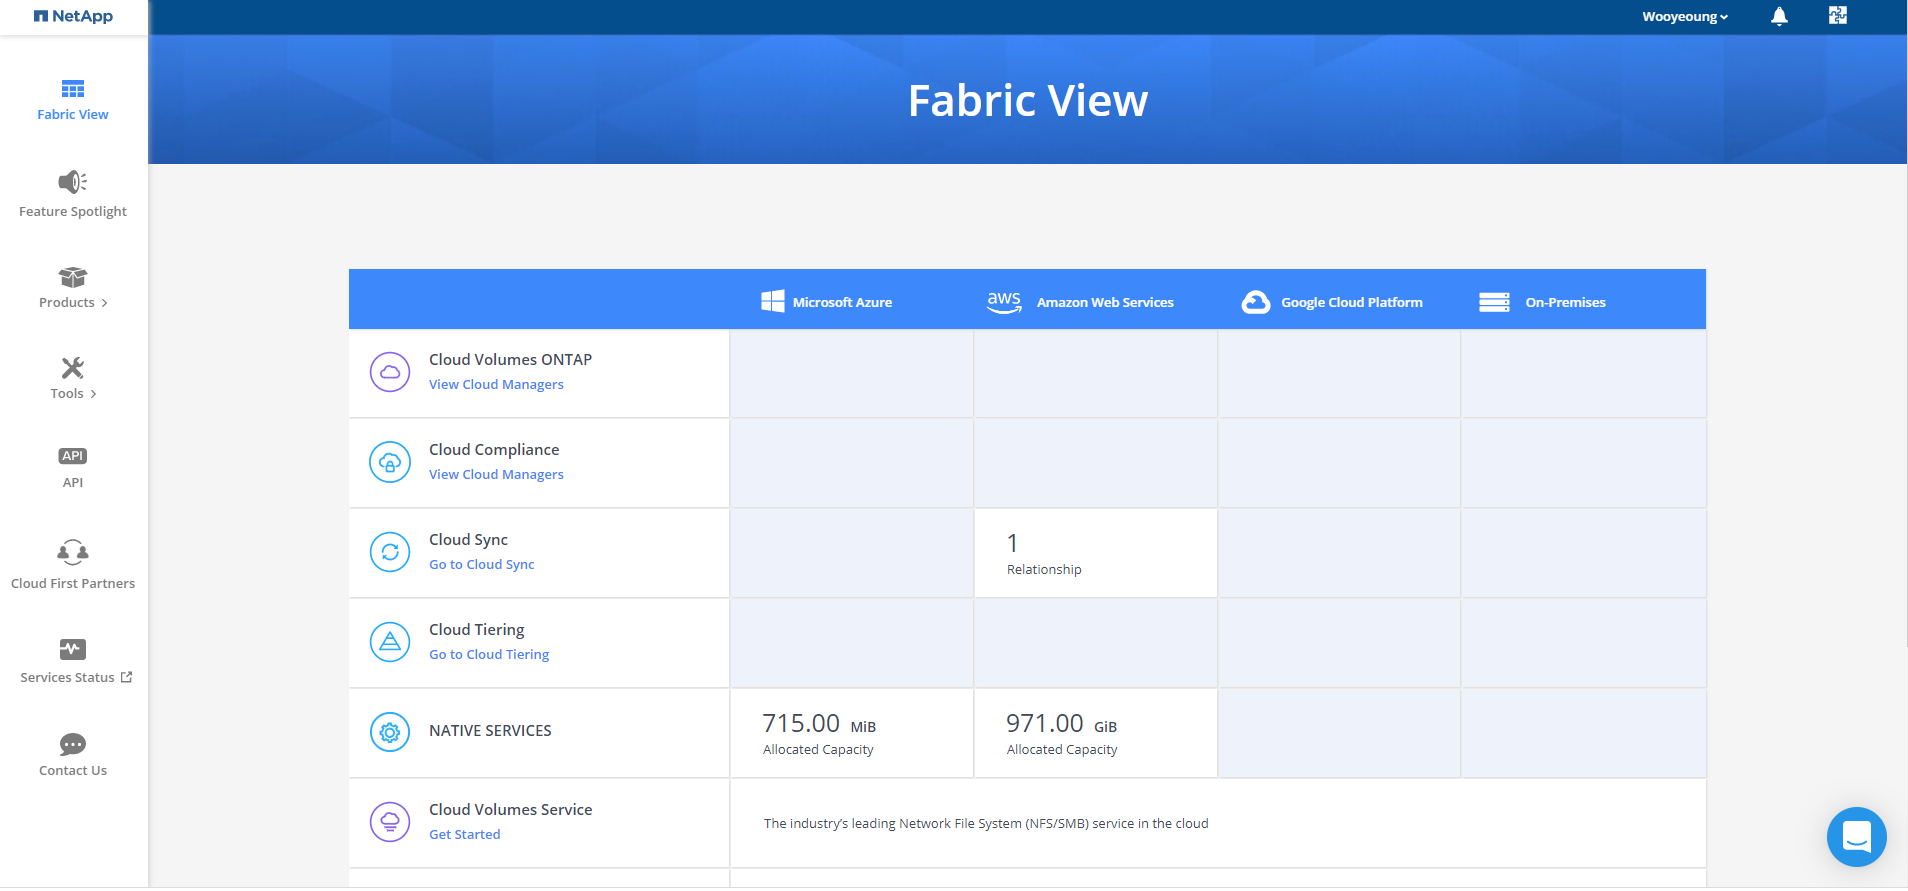 NetApp
Wooyeoung
Fabric View
Fabric View
Feature Spotlight
Products
Tools
API
API
Cloud First Partners
Services Status
Contact Us
Microsoft Azure
aws Amazon Web Services
Google Cloud Platform
On-Premises
Cloud Volumes ONTAP
View Cloud Managers
Cloud Compliance
View Cloud Managers
Cloud Sync
Go to Cloud Sync
1
Relationship
Cloud Tiering
Go to Cloud Tiering
NATIVE SERVICES
715.00 MiB
Allocated Capacity
971.00 GiB
Allocated Capacity
Cloud Volumes Service
Get Started
The industry's leading Network File System (NFS/SMB) service in the cloud